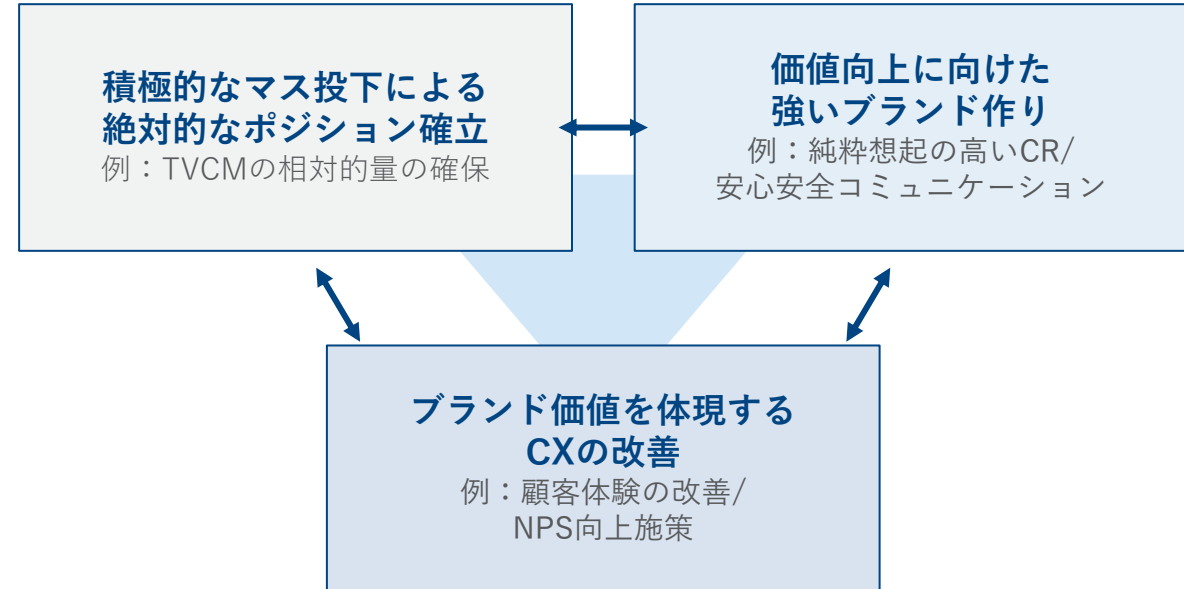 積極的なマス投下による
絶対的なポジション確立
例：TVCMの相対的量の確保
価値向上に向けた
強いブランド作り
例：純粋想起の高いCR/
安心安全コミュニケーション
ブランド価値を体現する
CXの改善
例：顧客体験の改善/
NPS向上施策